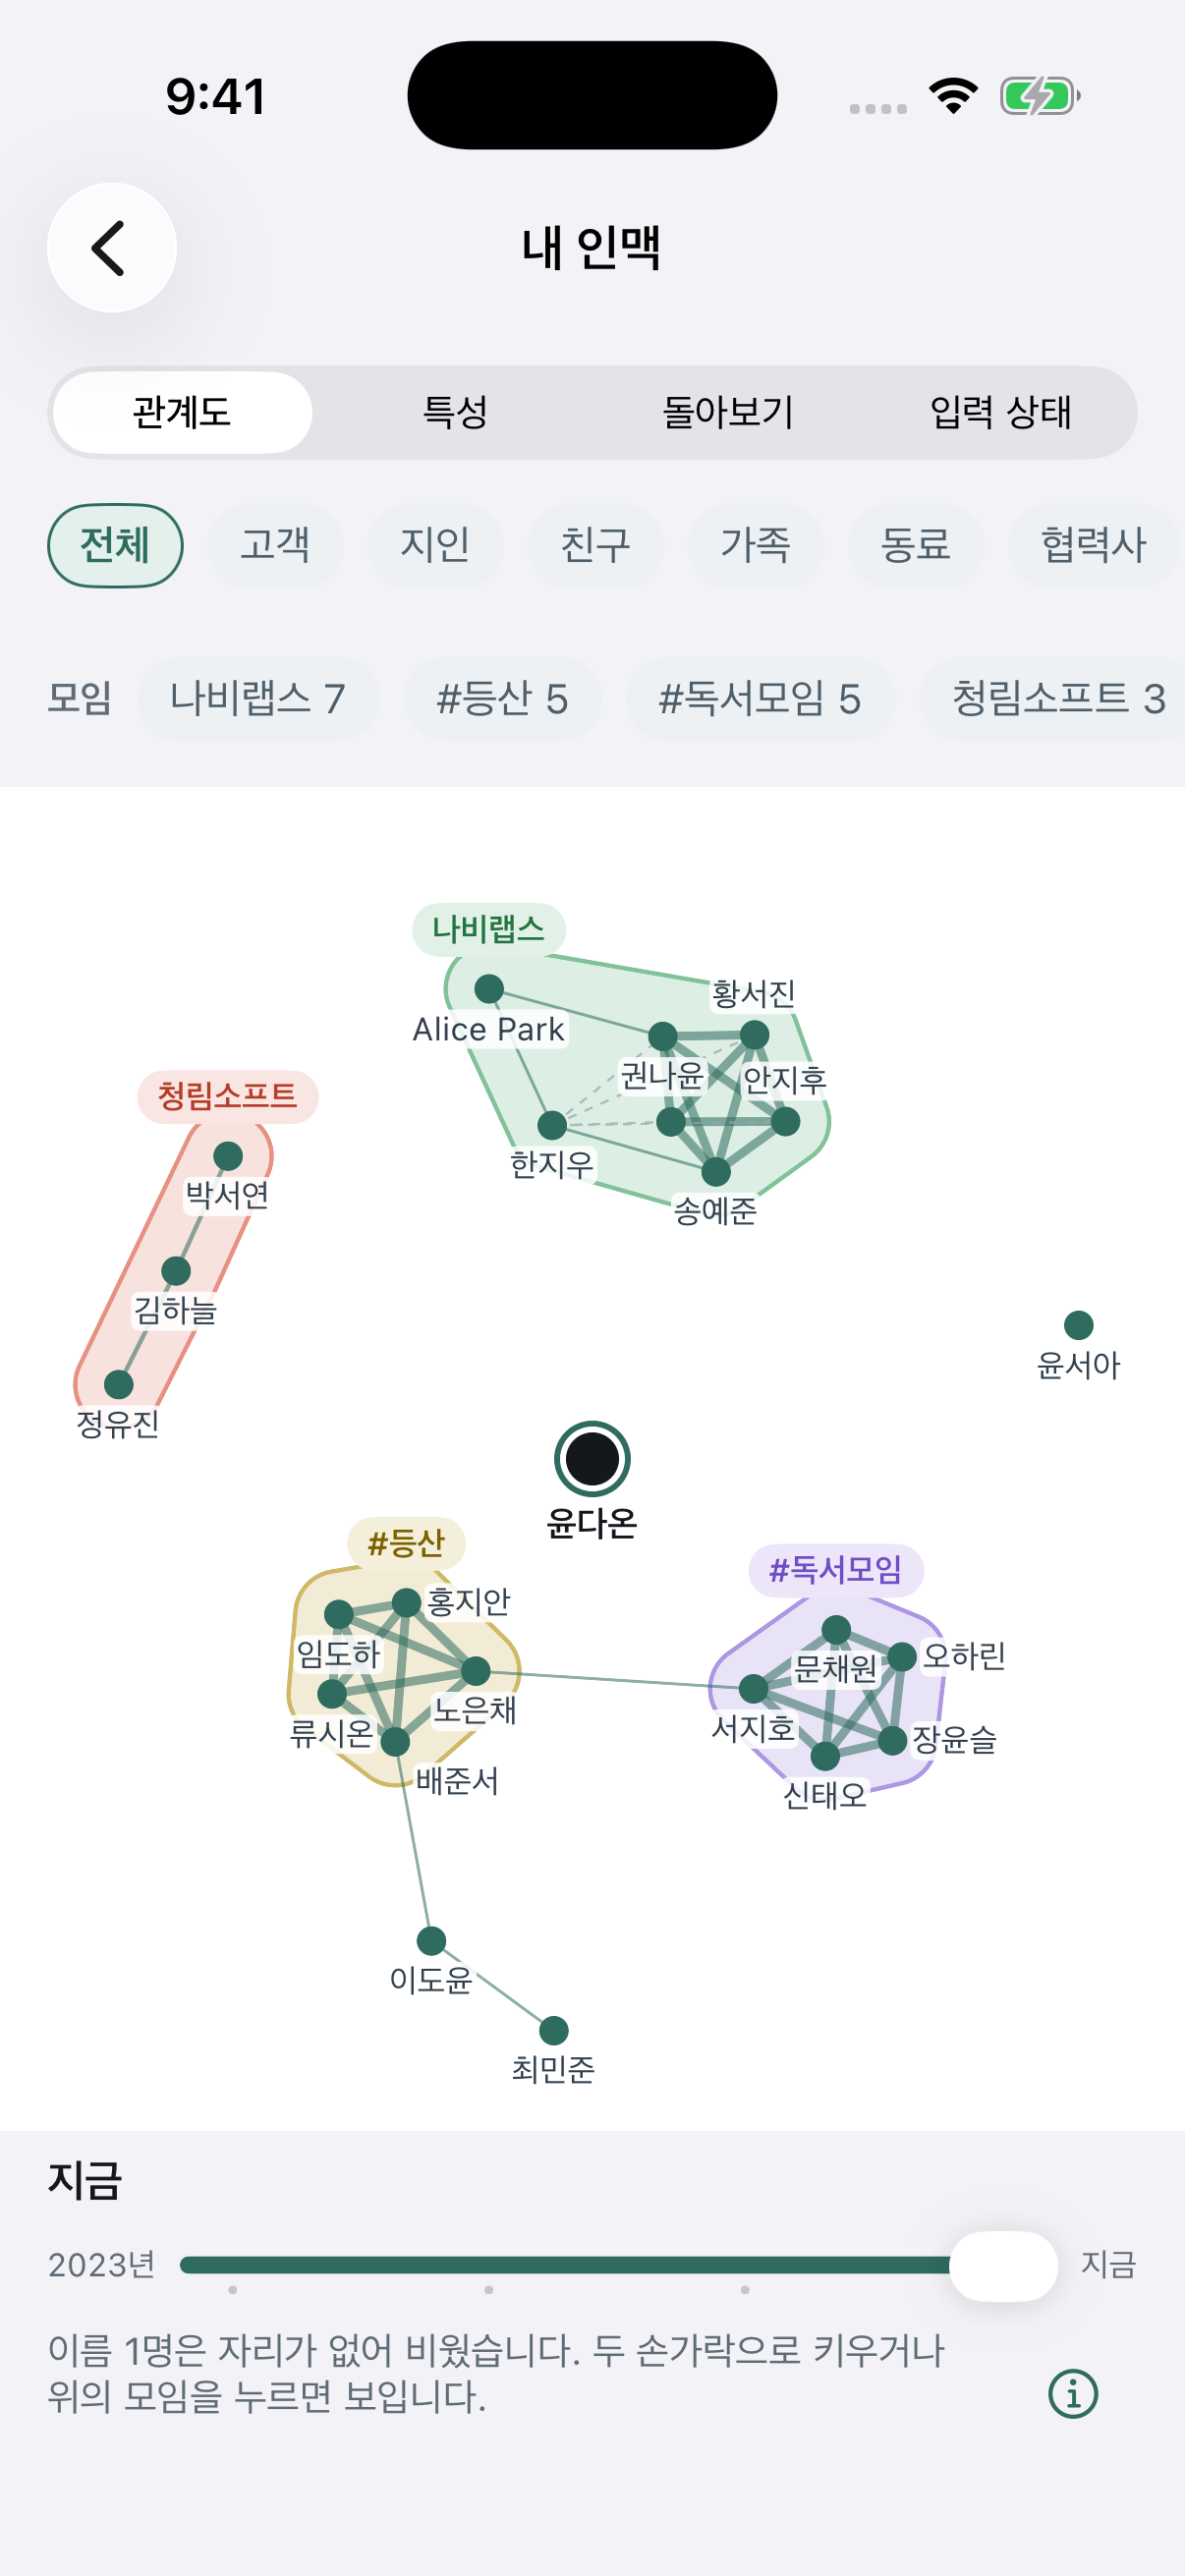 9:41
내 인맥
관계도
특성
돌아보기
입력 상태
전체
고객
지인
친구
가족
동료
협력사
모임
나비랩스 7
#등산 5
#독서모임 5
청림소프트 3
나비랩스
황서진
Alice Park
권나윤
안지후
청림소프트
한지우
박서연
송예준
김하늘
윤서아
정유진
윤다온
#등산
#독서모임
홍지안
임도하
오하린
문채원
노은채
서지호
류시온
장윤슬
배준서
신태오
이도윤
최민준
지금
2023년
지금
이름 1명은 자리가 없어 비웠습니다. 두 손가락으로 키우거나
위의 모임을 누르면 보입니다.